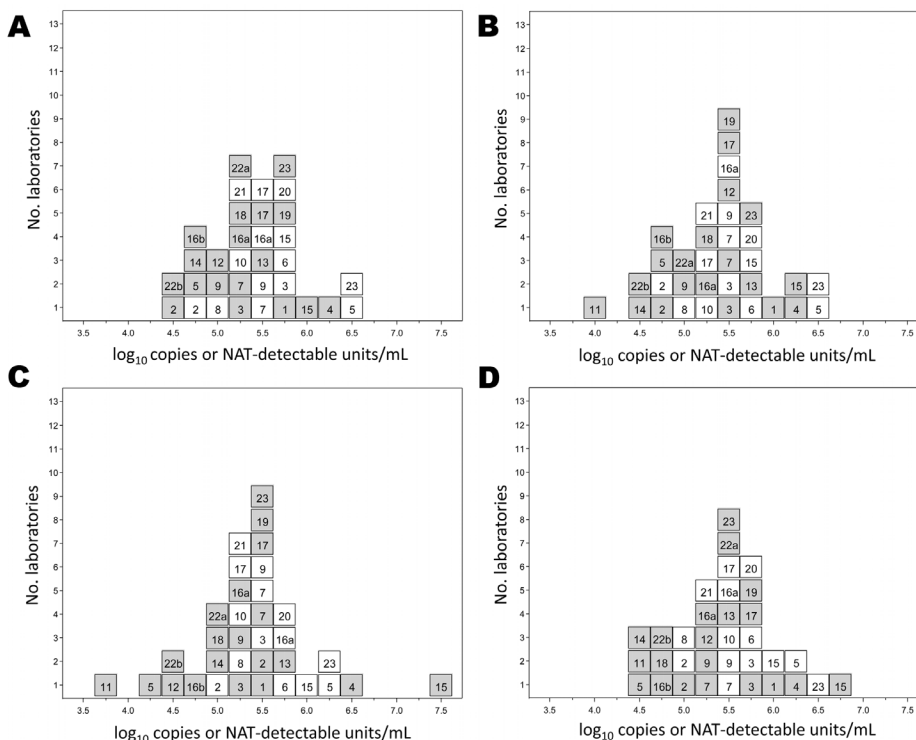 A
No. laboratories
13
12
11
10
9
8
7 22a 23
6 21 17 20
5 18 17 19
4 16b 16a 16a 15
3 14 12 10 13 6
2 22b 5 9 7 9 3 23
1 2 2 8 3 7 1 15 4 5
3.5 4.0 4.5 5.0 5.5 6.0 6.5 7.0 7.5
log10 copies or NAT-detectable units/mL
B
No. laboratories
13
12
11
10
9 19
8 17
7 16a
6 12
5 21 9 23
4 16b 18 7 20
3 5 22a 17 7 15
2 22b 2 9 16a 3 13 15 23
1 11 14 2 8 10 3 6 1 4 5
3.5 4.0 4.5 5.0 5.5 6.0 6.5 7.0 7.5
log10 copies or NAT-detectable units/mL
C
No. laboratories
13
12
11
10
9 23
8 19
7 21 17
6 17 9
5 16a 7
4 22a 10 7 20
3 18 9 3 16a
2 22b 14 8 2 13 23
1 11 5 12 16b 2 3 1 6 15 5 4 15
3.5 4.0 4.5 5.0 5.5 6.0 6.5 7.0 7.5
log10 copies or NAT-detectable units/mL
D
No. laboratories
13
12
11
10
9
8 23
7 22a
6 17 20
5 21 16a 19
4 16a 13 17
3 14 22b 8 12 10 6
2 11 18 2 9 9 3 15 5
1 5 16b 2 7 7 3 1 4 23 15
3.5 4.0 4.5 5.0 5.5 6.0 6.5 7.0 7.5
log10 copies or NAT-detectable units/mL